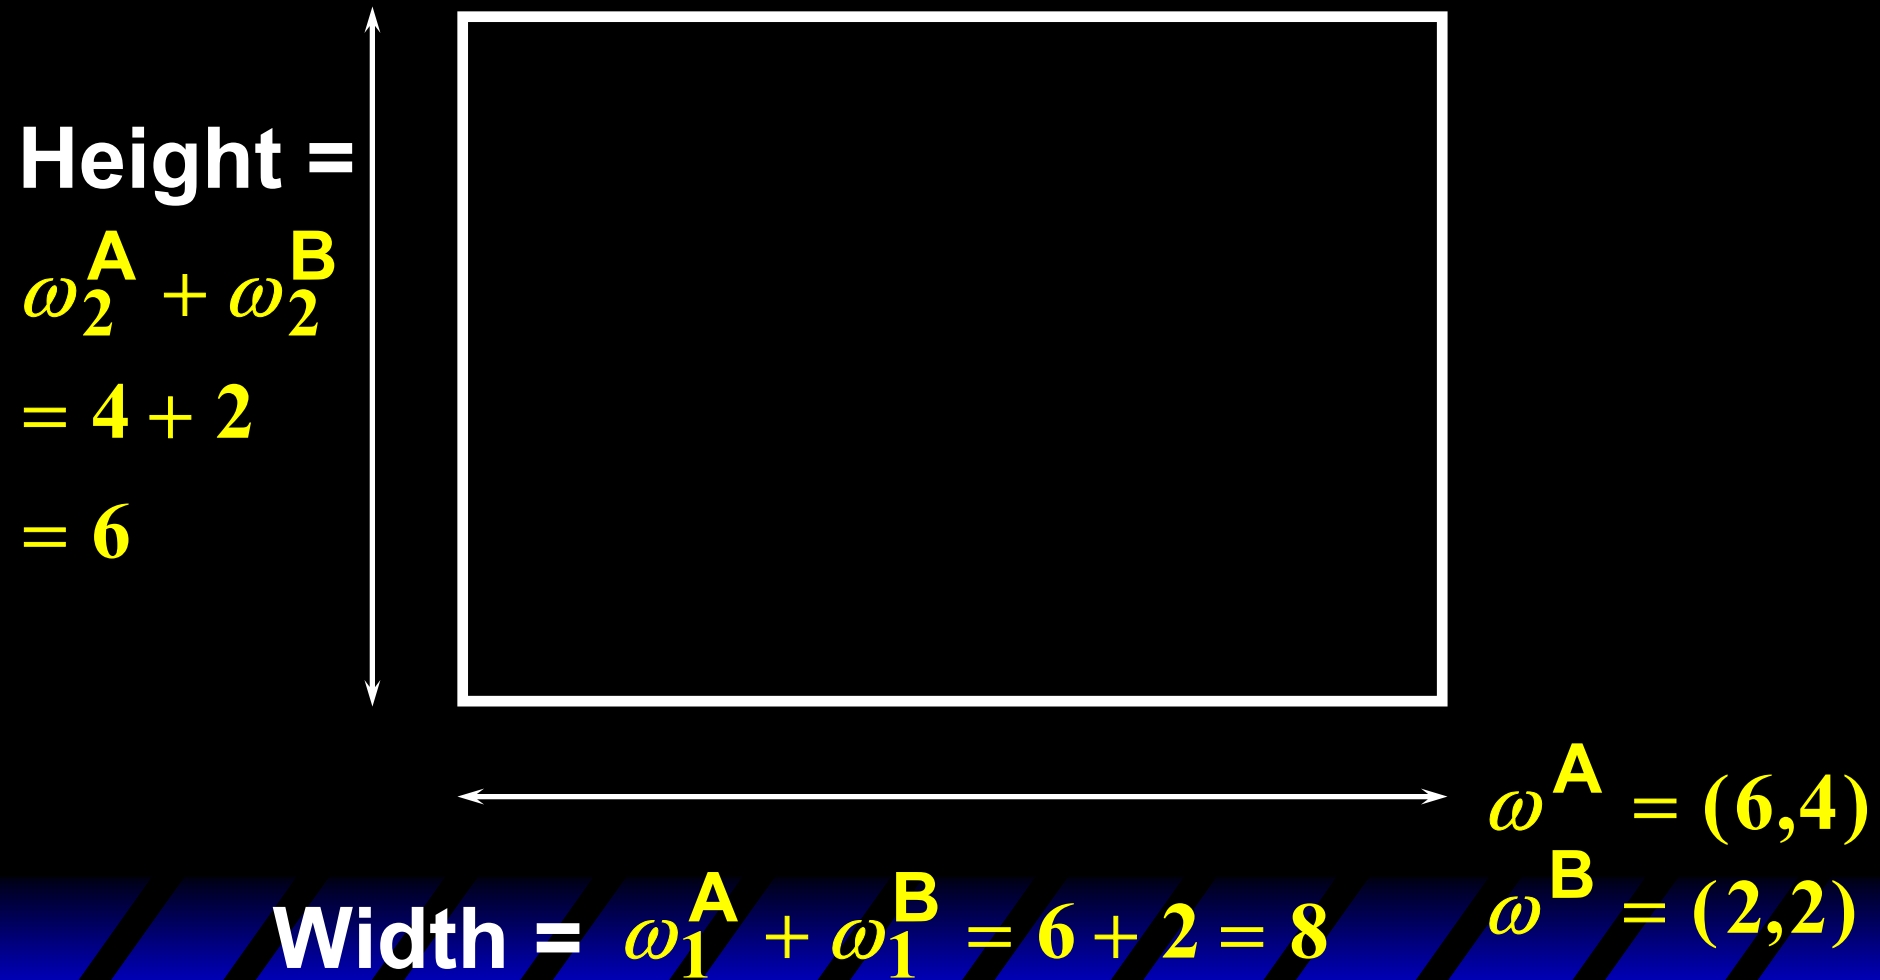 Height =
ω₂ᴬ + ω₂ᴮ
= 4 + 2
= 6
ωᴬ = (6,4)
ωᴮ = (2,2)
Width = ω₁ᴬ + ω₁ᴮ = 6 + 2 = 8